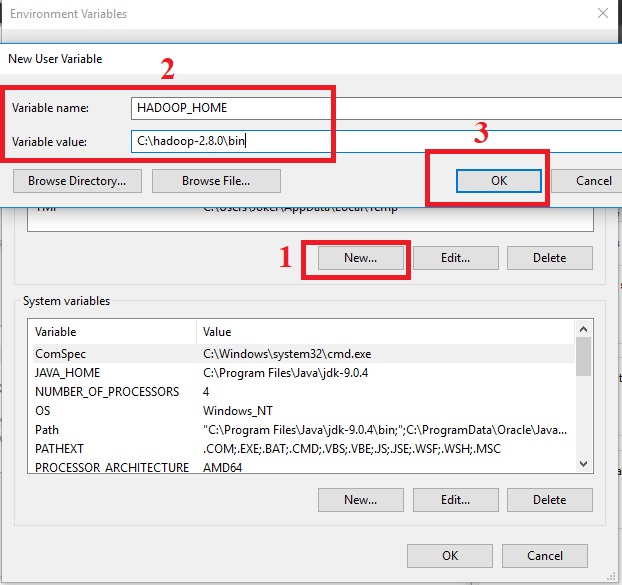 Environment Variables
New User Variable
2
Variable name: HADOOP_HOME
Variable value: C:\hadoop-2.8.0\bin
3
Browse Directory... Browse File... OK Cancel
TMP C:\Users\Joker\AppData\Local\Temp
1 New... Edit... Delete
System variables
Variable Value
ComSpec C:\Windows\system32\cmd.exe
JAVA_HOME C:\Program Files\Java\jdk-9.0.4
NUMBER_OF_PROCESSORS 4
OS Windows_NT
Path "C:\Program Files\Java\jdk-9.0.4\bin;";C:\ProgramData\Oracle\Java...
PATHEXT .COM;.EXE;.BAT;.CMD;.VBS;.VBE;.JS;.JSE;.WSF;.WSH;.MSC
PROCESSOR_ARCHITECTURE AMD64
New... Edit... Delete
OK Cancel